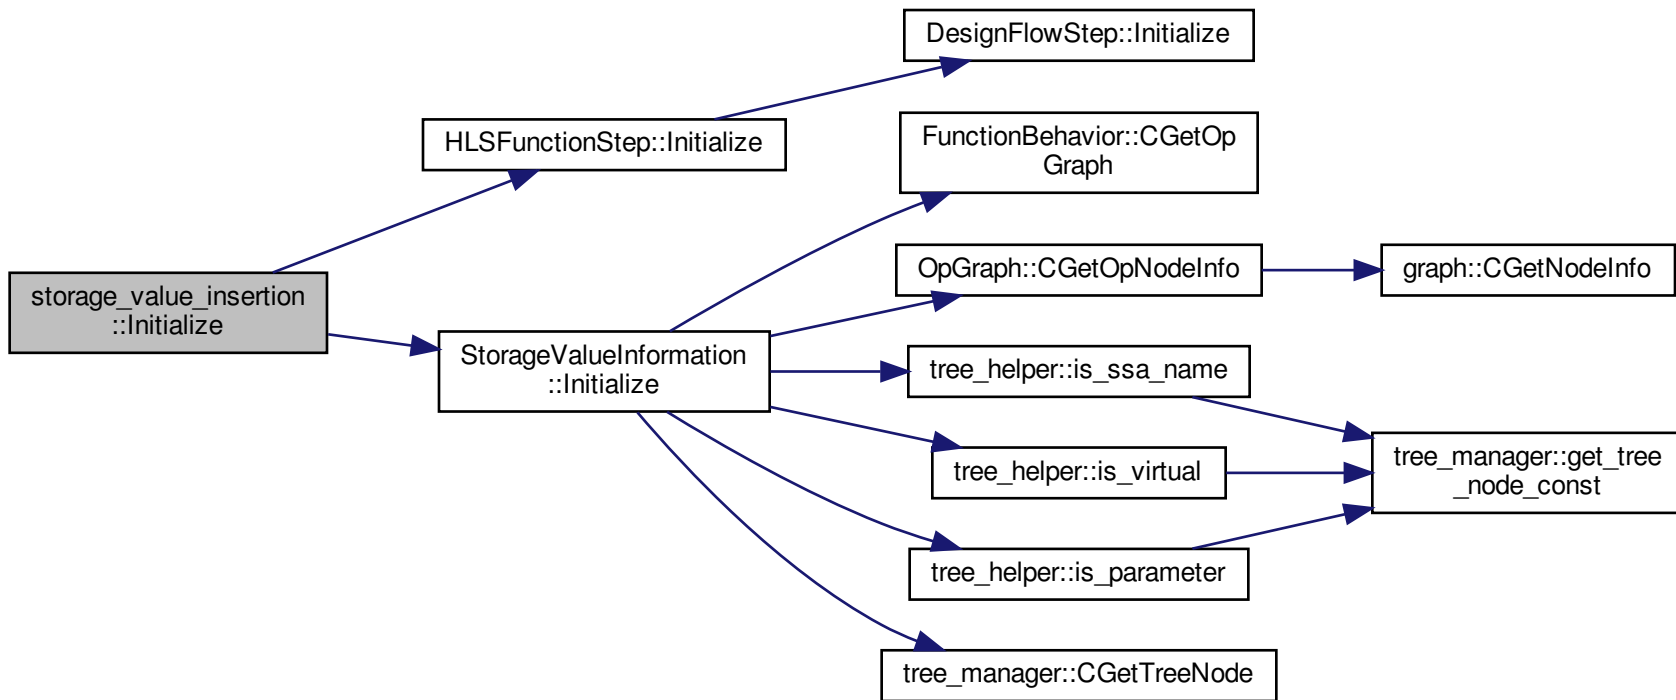 DesignFlowStep::Initialize
HLSFunctionStep::Initialize
FunctionBehavior::CGetOp
Graph
storage_value_insertion
::Initialize
OpGraph::CGetOpNodeInfo
graph::CGetNodeInfo
StorageValueInformation
::Initialize
tree_helper::is_ssa_name
tree_helper::is_virtual
tree_manager::get_tree
_node_const
tree_helper::is_parameter
tree_manager::CGetTreeNode